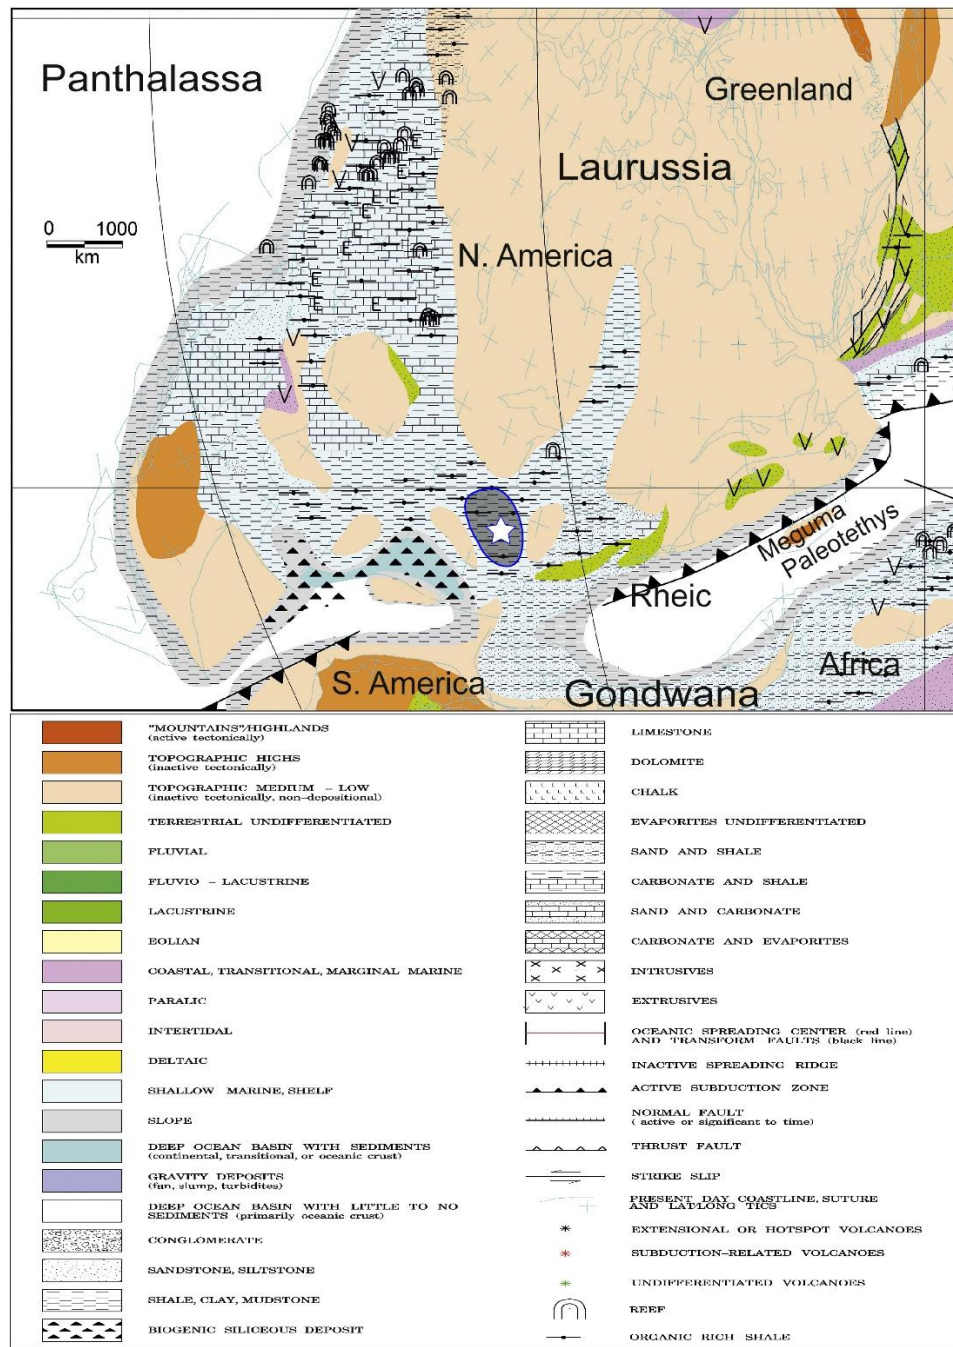 Panthalassa
Greenland
Laurussia
0 1000
km
N. America
V
E
Meguma
Paleotethys
Rheic
Africa
S. America
Gondwana
"MOUNTAINS"/HIGHLANDS
(active tectonically)
TOPOGRAPHIC HIGHS
(inactive tectonically)
TOPOGRAPHIC MEDIUM – LOW
(inactive tectonically, non-depositional)
TERRESTRIAL UNDIFFERENTIATED
FLUVIAL
FLUVIO – LACUSTRINE
LACUSTRINE
EOLIAN
COASTAL, TRANSITIONAL, MARGINAL MARINE
PARALIC
INTERTIDAL
DELTAIC
SHALLOW MARINE, SHELF
SLOPE
DEEP OCEAN BASIN WITH SEDIMENTS
(continental, transitional, or oceanic crust)
GRAVITY DEPOSITS
(fan, slump, turbidites)
DEEP OCEAN BASIN WITH LITTLE TO NO
SEDIMENTS (primarily oceanic crust)
CONGLOMERATE
SANDSTONE, SILTSTONE
SHALE, CLAY, MUDSTONE
BIOGENIC SILICEOUS DEPOSIT
LIMESTONE
DOLOMITE
CHALK
EVAPORITES UNDIFFERENTIATED
SAND AND SHALE
CARBONATE AND SHALE
SAND AND CARBONATE
CARBONATE AND EVAPORITES
INTRUSIVES
EXTRUSIVES
OCEANIC SPREADING CENTER (red line)
AND TRANSFORM FAULTS (black line)
INACTIVE SPREADING RIDGE
ACTIVE SUBDUCTION ZONE
NORMAL FAULT
( active or significant to time)
THRUST FAULT
STRIKE SLIP
PRESENT DAY COASTLINE, SUTURE
AND LAT/LONG TICS
EXTENSIONAL OR HOTSPOT VOLCANOES
SUBDUCTION-RELATED VOLCANOES
UNDIFFERENTIATED VOLCANOES
REEF
ORGANIC RICH SHALE